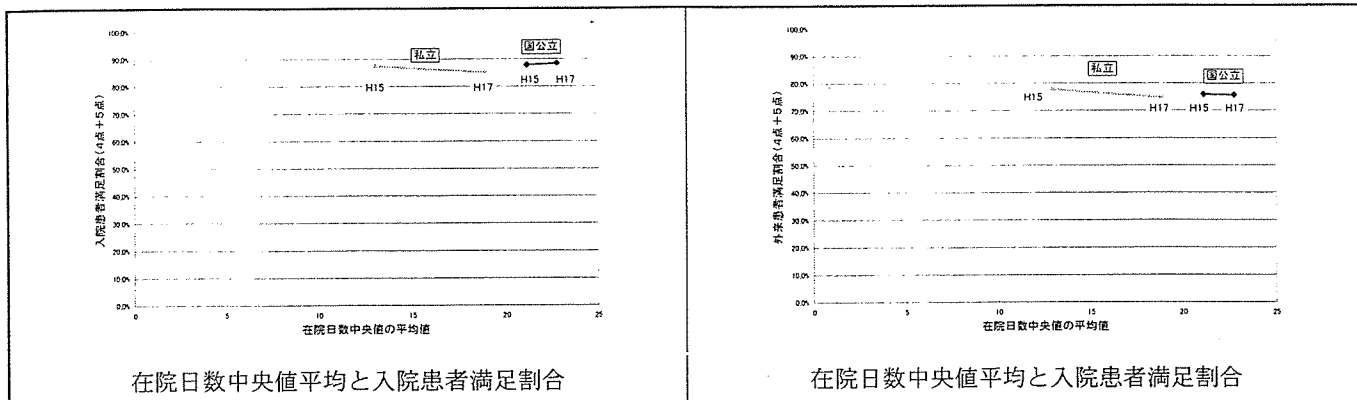 100.0%
90.0%
80.0%
70.0%
60.0%
50.0%
40.0%
30.0%
20.0%
10.0%
0.0%
入院患者満足割合(4点+5点)
私立
国公立
H15
H17
H15 H17
0 5 10 15 20 25
在院日数中央値の平均値
在院日数中央値平均と入院患者満足割合
100.0%
90.0%
80.0%
70.0%
60.0%
50.0%
40.0%
30.0%
20.0%
10.0%
0.0%
外来患者満足割合(4点+5点)
私立
国公立
H15
H17 H15 H17
0 5 10 15 20 25
在院日数中央値の平均値
在院日数中央値平均と入院患者満足割合